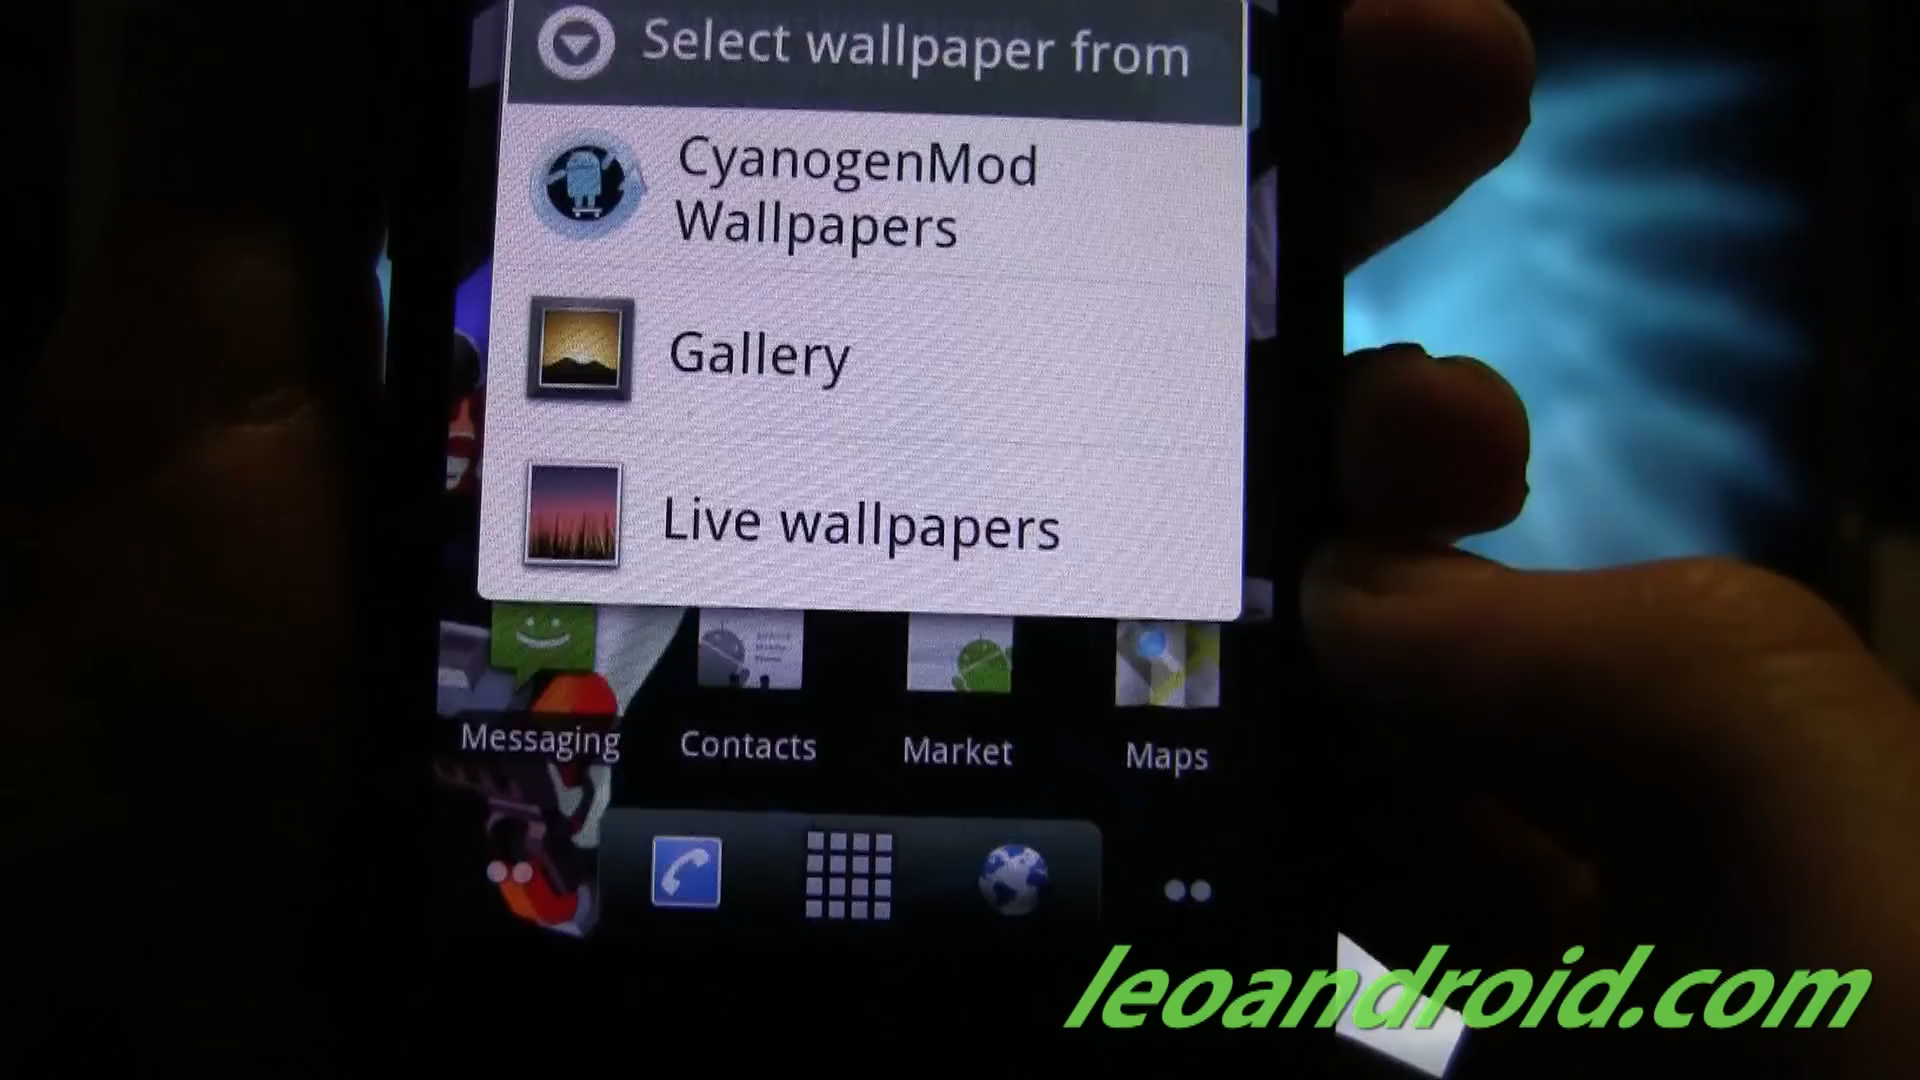 Select wallpaper from
CyanogenMod
Wallpapers
Gallery
Live wallpapers
Messaging
Contacts
Market
Maps
leoandroid.com